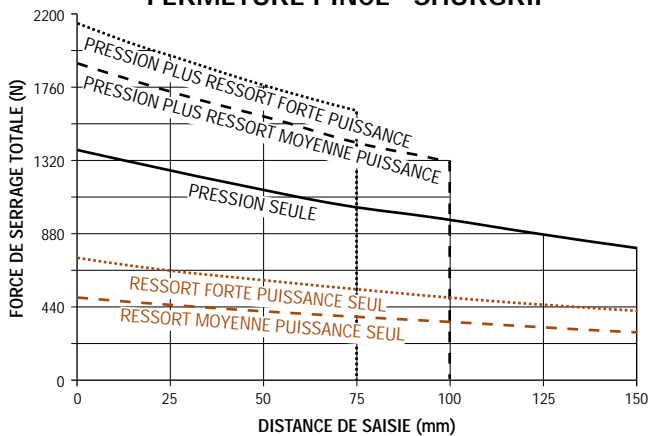 FERMETURE PINCE - SHURGRIP
2200
1760
1320
880
440
0
FORCE DE SERRAGE TOTALE (N)
PRESSION PLUS RESSORT FORTE PUISSANCE
PRESSION PLUS RESSORT MOYENNE PUISSANCE
PRESSION SEULE
RESSORT FORTE PUISSANCE SEUL
RESSORT MOYENNE PUISSANCE SEUL
0 25 50 75 100 125 150
DISTANCE DE SAISIE (mm)